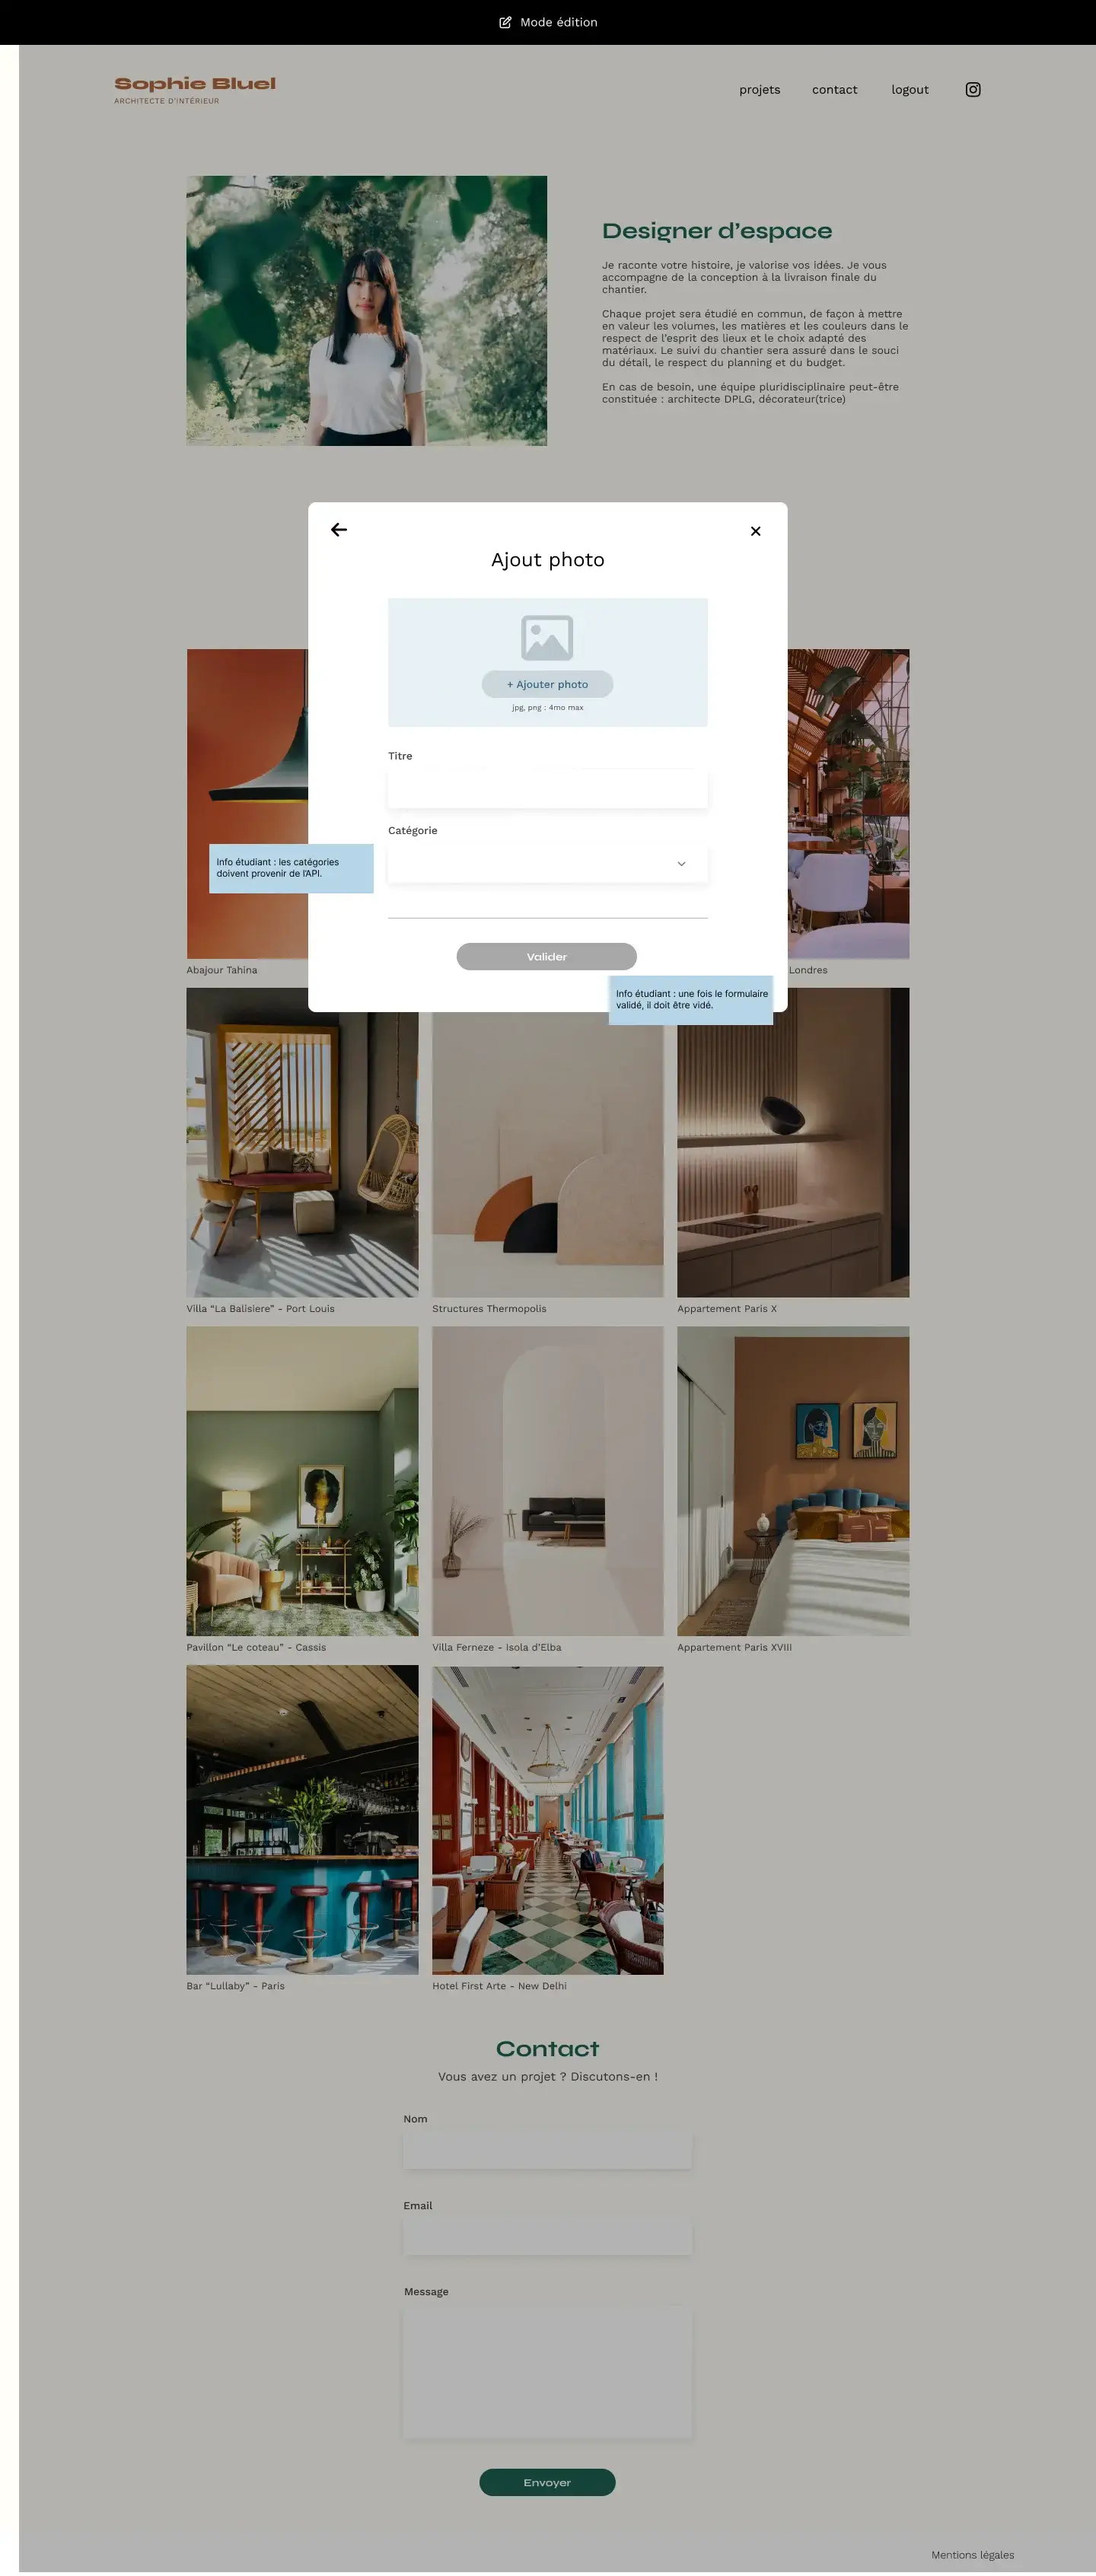 Mode édition
Sophie Bluel
ARCHITECTE D'INTÉRIEUR
projets
contact
logout
Designer d’espace
Je raconte votre histoire, je valorise vos idées. Je vous
accompagne de la conception à la livraison finale du
chantier.
Chaque projet sera étudié en commun, de façon à mettre
en valeur les volumes, les matières et les couleurs dans le
respect de l’esprit des lieux et le choix adapté des
matériaux. Le suivi du chantier sera assuré dans le souci
du détail, le respect du planning et du budget.
En cas de besoin, une équipe pluridisciplinaire peut-être
constituée : architecte DPLG, décorateur(trice)
Ajout photo
+ Ajouter photo
jpg, png : 4mo max
Titre
Catégorie
Info étudiant : les catégories
doivent provenir de l’API.
Valider
Info étudiant : une fois le formulaire
validé, il doit être vidé.
Abajour Tahina
Londres
Villa “La Balisiere” - Port Louis
Structures Thermopolis
Appartement Paris X
Pavillon “Le coteau” - Cassis
Villa Ferneze - Isola d’Elba
Appartement Paris XVIII
Bar “Lullaby” - Paris
Hotel First Arte - New Delhi
Contact
Vous avez un projet ? Discutons-en !
Nom
Email
Message
Envoyer
Mentions légales